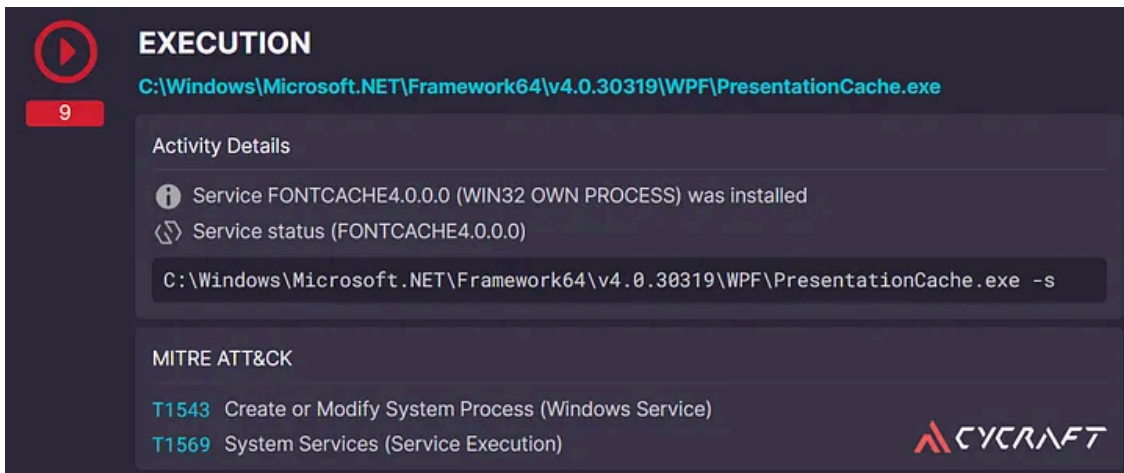 EXECUTION
C:\Windows\Microsoft.NET\Framework64\v4.0.30319\WPF\PresentationCache.exe
9
Activity Details
Service FONTCACHE4.0.0.0 (WIN32 OWN PROCESS) was installed
Service status (FONTCACHE4.0.0.0)
C:\Windows\Microsoft.NET\Framework64\v4.0.30319\WPF\PresentationCache.exe -s
MITRE ATT&CK
T1543 Create or Modify System Process (Windows Service)
T1569 System Services (Service Execution)
CYCRAFT